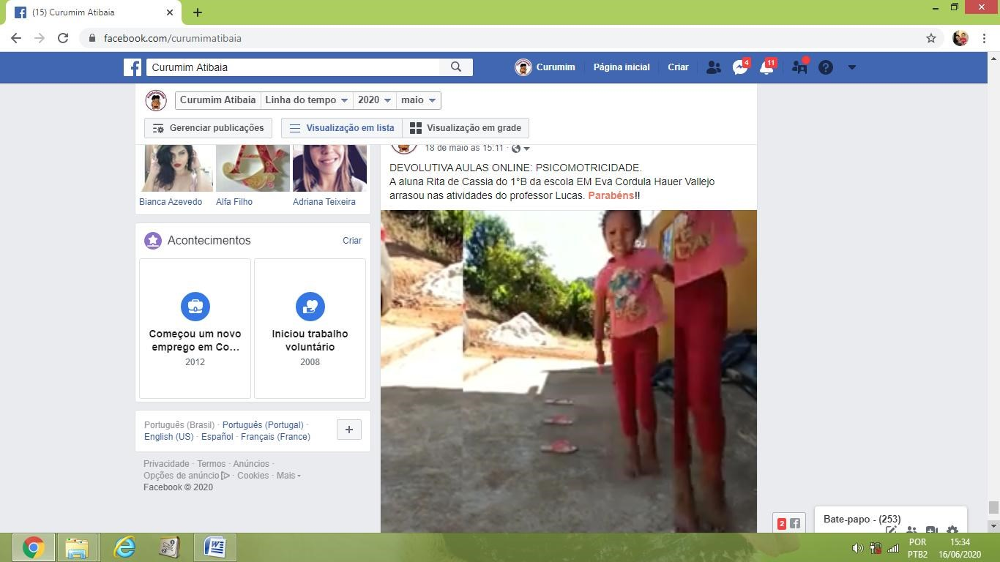 (15) Curumim Atibaia
facebook.com/curumimatibaia
Curumim Atibaia
Curumim
Página inicial
Criar
4
11
Curumim Atibaia
Linha do tempo
2020
maio
Gerenciar publicações
Visualização em lista
Visualização em grade
Bianca Azevedo
Alfa Filho
Adriana Teixeira
Acontecimentos
Criar
Começou um novo
emprego em Co...
2012
Iniciou trabalho
voluntário
2008
Português (Brasil) · Português (Portugal) ·
English (US) · Español · Français (France)
+
Privacidade · Termos · Anúncios ·
Opções de anúncio · Cookies · Mais
Facebook © 2020
18 de maio às 15:11 ·
DEVOLUTIVA AULAS ONLINE: PSICOMOTRICIDADE.
A aluna Rita de Cassia do 1°B da escola EM Eva Cordula Hauer Vallejo
arrasou nas atividades do professor Lucas. Parabéns!!
2
Bate-papo - (253)
POR
PTB2
15:34
16/06/2020